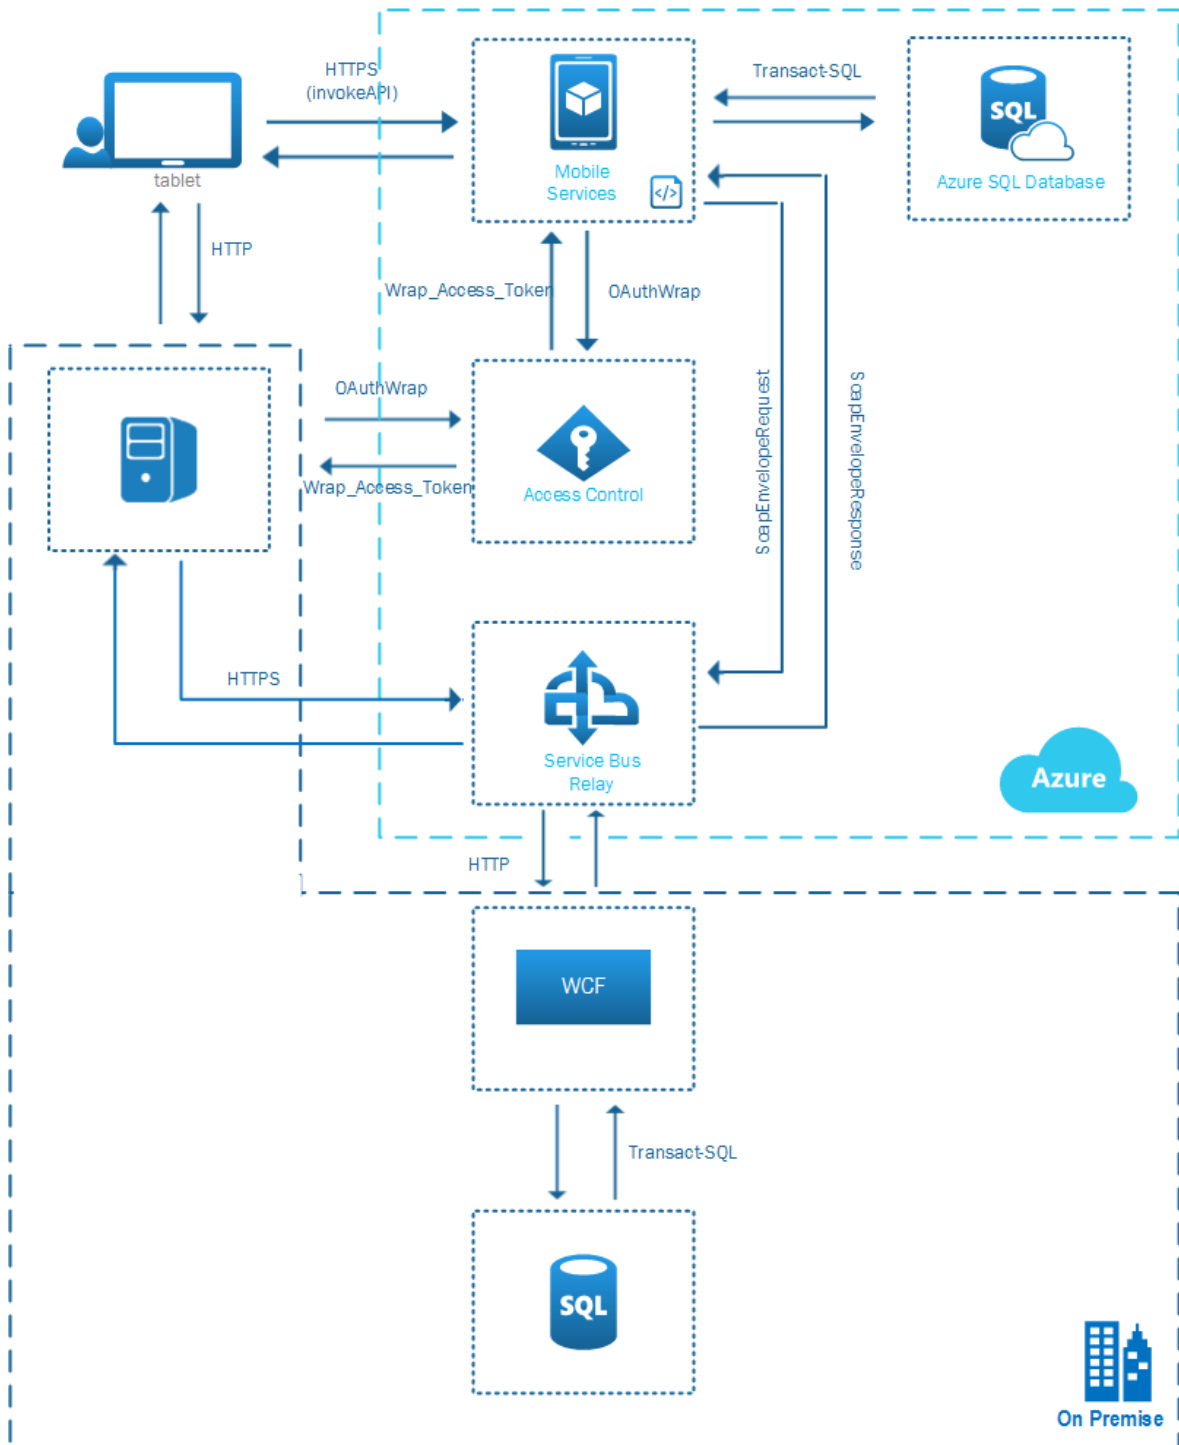 HTTPS
(invokeAPI)
Transact-SQL
SQL
tablet
Mobile
Services
</>
Azure SQL Database
HTTP
Wrap_Access_Token
OAuthWrap
OAuthWrap
Wrap_Access_Token
Access Control
SoapEnvelopeRequest
SoapEnvelopeResponse
HTTPS
Service Bus
Relay
Azure
HTTP
WCF
Transact-SQL
SQL
On Premise